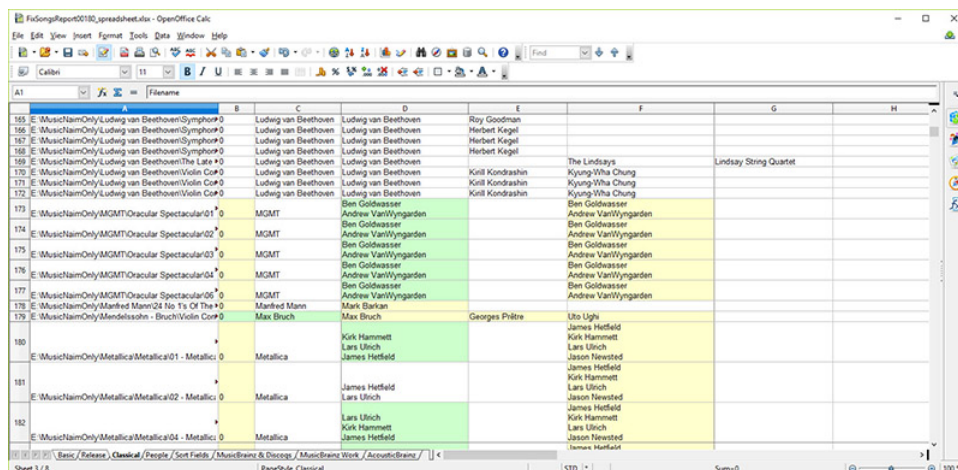 FixSongsReport00180_spreadsheet.xlsx - OpenOffice Calc
File Edit View Insert Format Tools Data Window Help
Find
Calibri 11 B I U
A1 Filename
A B C D E F G H
165 E:\MusicNaimOnly\Ludwig van Beethoven\Symphon 0 Ludwig van Beethoven Ludwig van Beethoven Roy Goodman
166 E:\MusicNaimOnly\Ludwig van Beethoven\Symphon 0 Ludwig van Beethoven Ludwig van Beethoven Herbert Kegel
167 E:\MusicNaimOnly\Ludwig van Beethoven\Symphon 0 Ludwig van Beethoven Ludwig van Beethoven Herbert Kegel
168 E:\MusicNaimOnly\Ludwig van Beethoven\Symphon 0 Ludwig van Beethoven Ludwig van Beethoven Herbert Kegel
169 E:\MusicNaimOnly\Ludwig van Beethoven\The Late 0 Ludwig van Beethoven Ludwig van Beethoven The Lindsays Lindsay String Quartet
170 E:\MusicNaimOnly\Ludwig van Beethoven\Violin Co 0 Ludwig van Beethoven Ludwig van Beethoven Kirill Kondrashin Kyung-Wha Chung
171 E:\MusicNaimOnly\Ludwig van Beethoven\Violin Co 0 Ludwig van Beethoven Ludwig van Beethoven Kirill Kondrashin Kyung-Wha Chung
172 E:\MusicNaimOnly\Ludwig van Beethoven\Violin Co 0 Ludwig van Beethoven Ludwig van Beethoven Kirill Kondrashin Kyung-Wha Chung
Ben Goldwasser Ben Goldwasser
173 E:\MusicNaimOnly\MGMT\Oracular Spectacular\01 0 MGMT Andrew VanWyngarden Andrew VanWyngarden
Ben Goldwasser Ben Goldwasser
174 E:\MusicNaimOnly\MGMT\Oracular Spectacular\02 0 MGMT Andrew VanWyngarden Andrew VanWyngarden
Ben Goldwasser Ben Goldwasser
175 E:\MusicNaimOnly\MGMT\Oracular Spectacular\03 0 MGMT Andrew VanWyngarden Andrew VanWyngarden
Ben Goldwasser Ben Goldwasser
176 E:\MusicNaimOnly\MGMT\Oracular Spectacular\04 0 MGMT Andrew VanWyngarden Andrew VanWyngarden
Ben Goldwasser Ben Goldwasser
177 E:\MusicNaimOnly\MGMT\Oracular Spectacular\06 0 MGMT Andrew VanWyngarden Andrew VanWyngarden
178 E:\MusicNaimOnly\Manfred Mann\24 No 1's Of The 0 Manfred Mann Mark Barkan
179 E:\MusicNaimOnly\Mendelssohn - Bruch\Violin Con 0 Max Bruch Max Bruch Georges Prêtre Uto Ughi
James Hetfield
Kirk Hammett Kirk Hammett
Lars Ulrich Lars Ulrich
180 E:\MusicNaimOnly\Metallica\Metallica\01 - Metallic 0 Metallica James Hetfield Jason Newsted
James Hetfield
Kirk Hammett
James Hetfield Lars Ulrich
181 E:\MusicNaimOnly\Metallica\Metallica\02 - Metallic 0 Metallica Lars Ulrich Jason Newsted
James Hetfield
Lars Ulrich Kirk Hammett
Kirk Hammett Lars Ulrich
182 E:\MusicNaimOnly\Metallica\Metallica\04 - Metallic 0 Metallica James Hetfield Jason Newsted
James Hetfield
Basic Release Classical People Sort Fields MusicBrainz & Discogs MusicBrainz Work AcousticBrainz
Sheet 3 / 8 PageStyle_Classical STD * Sum=0